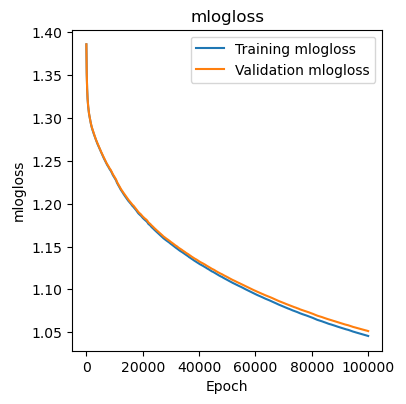 mlogloss
Training mlogloss
Validation mlogloss
mlogloss
1.40
1.35
1.30
1.25
1.20
1.15
1.10
1.05
0 20000 40000 60000 80000 100000
Epoch